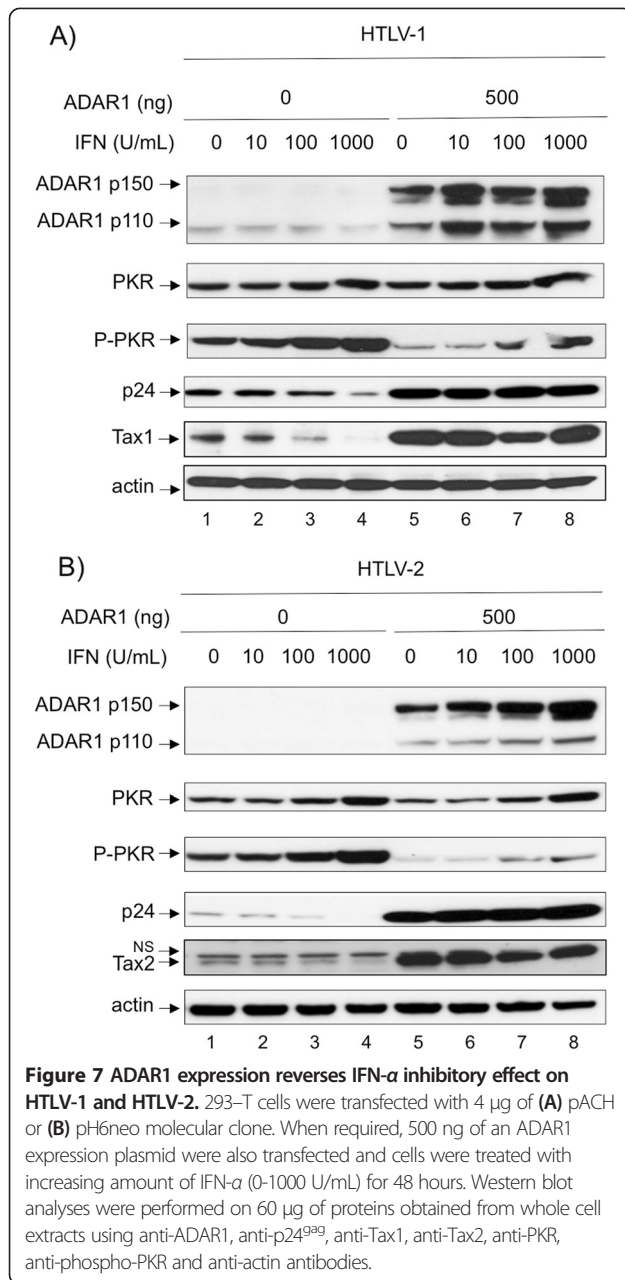 A)
HTLV-1
ADAR1 (ng) 0 500
IFN (U/mL) 0 10 100 1000 0 10 100 1000
ADAR1 p150
ADAR1 p110
PKR
P-PKR
p24
Tax1
actin
1 2 3 4 5 6 7 8
B)
HTLV-2
ADAR1 (ng) 0 500
IFN (U/mL) 0 10 100 1000 0 10 100 1000
ADAR1 p150
ADAR1 p110
PKR
P-PKR
p24
NS
Tax2
actin
1 2 3 4 5 6 7 8
Figure 7 ADAR1 expression reverses IFN-α inhibitory effect on
HTLV-1 and HTLV-2. 293–T cells were transfected with 4 μg of (A) pACH
or (B) pH6neo molecular clone. When required, 500 ng of an ADAR1
expression plasmid were also transfected and cells were treated with
increasing amount of IFN-α (0-1000 U/mL) for 48 hours. Western blot
analyses were performed on 60 μg of proteins obtained from whole cell
extracts using anti-ADAR1, anti-p24gag, anti-Tax1, anti-Tax2, anti-PKR,
anti-phospho-PKR and anti-actin antibodies.